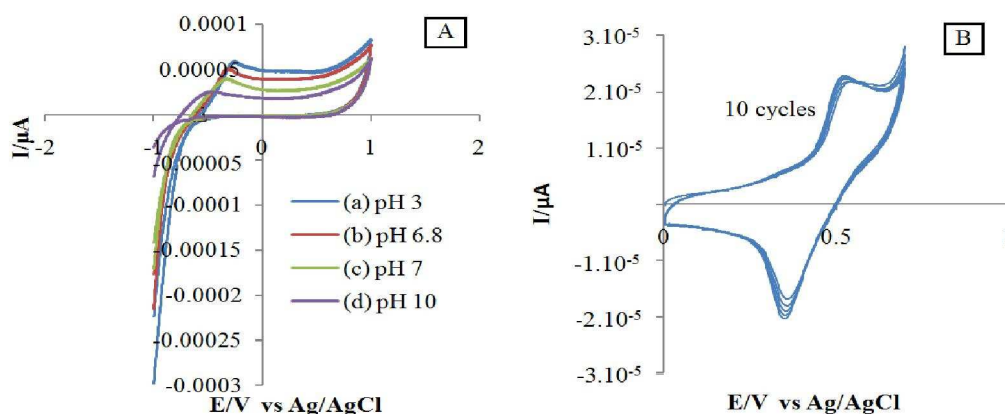 A
0.0001
0.00005
I/µA
-2
-1
0
1
2
-0.00005
-0.0001
-0.00015
-0.0002
-0.00025
-0.0003
(a) pH 3
(b) pH 6.8
(c) pH 7
(d) pH 10
E/V vs Ag/AgCl
B
3.10⁻⁵
2.10⁻⁵
1.10⁻⁵
10 cycles
I/µA
0
0.5
1
-1.10⁻⁵
-2.10⁻⁵
-3.10⁻⁵
E/V vs Ag/AgCl